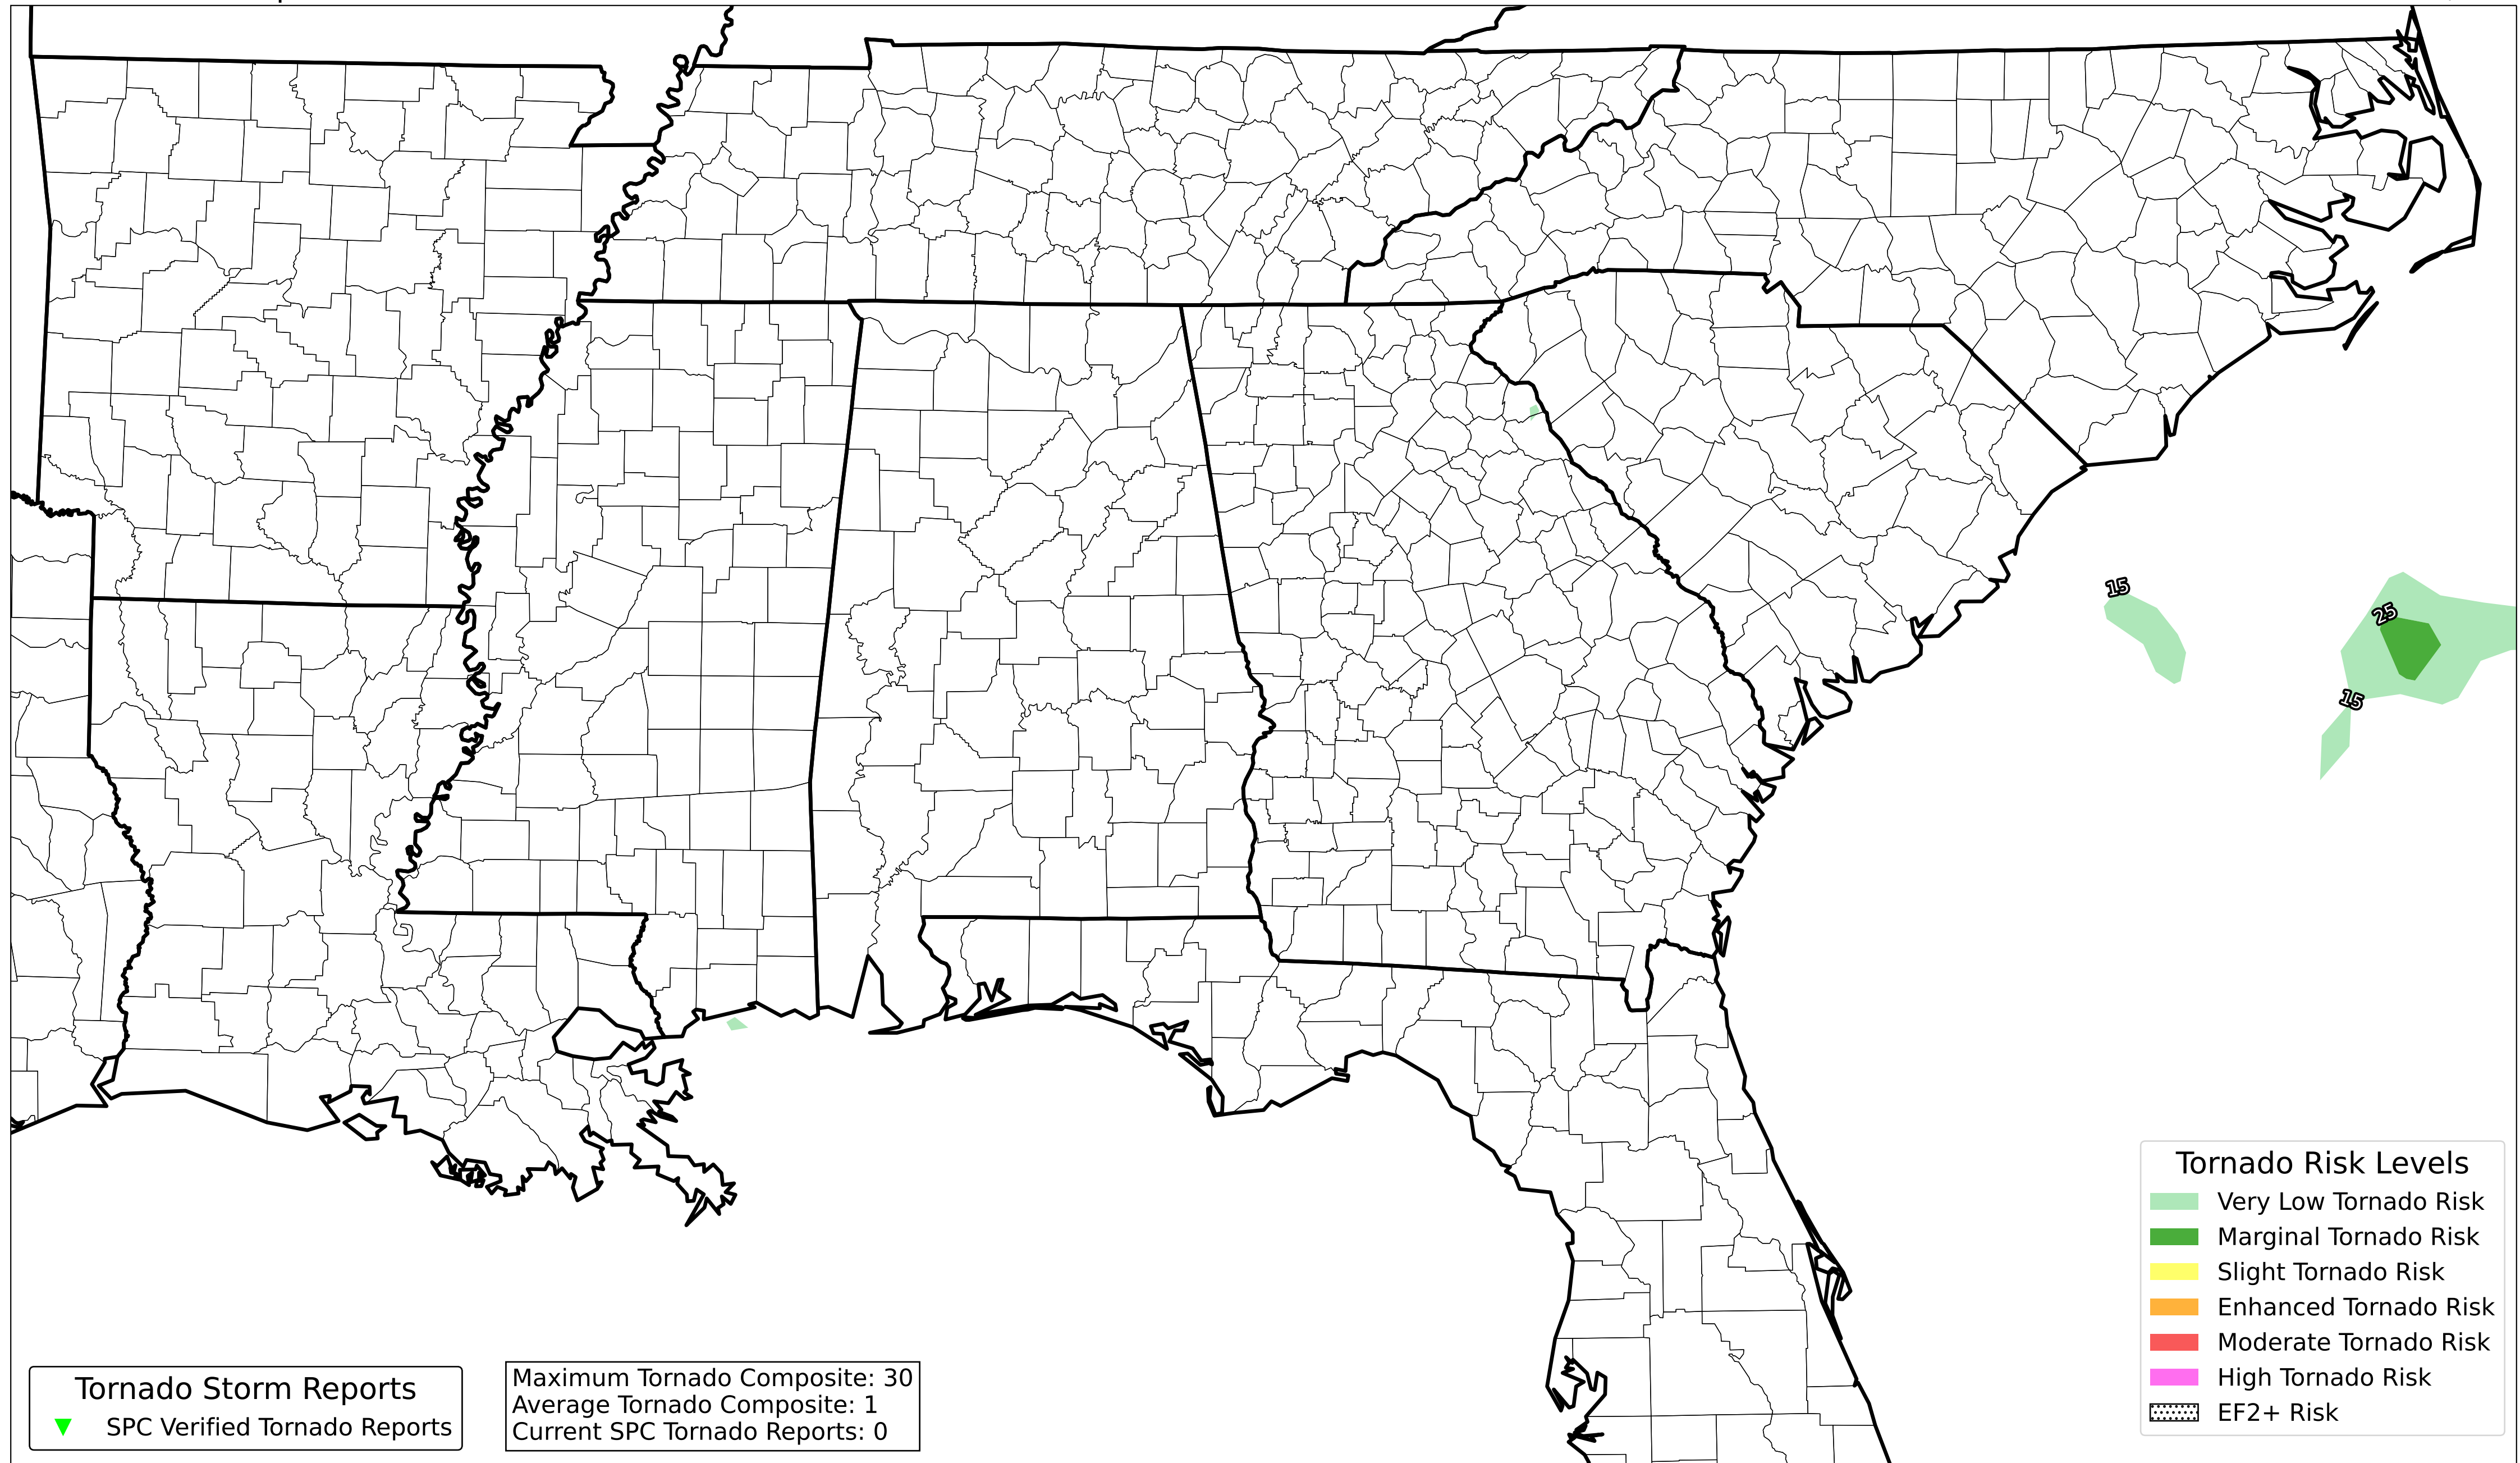 15
25
15
Tornado Risk Levels
Very Low Tornado Risk
Marginal Tornado Risk
Slight Tornado Risk
Enhanced Tornado Risk
Moderate Tornado Risk
High Tornado Risk
EF2+ Risk
Tornado Storm Reports
SPC Verified Tornado Reports
Maximum Tornado Composite: 30
Average Tornado Composite: 1
Current SPC Tornado Reports: 0